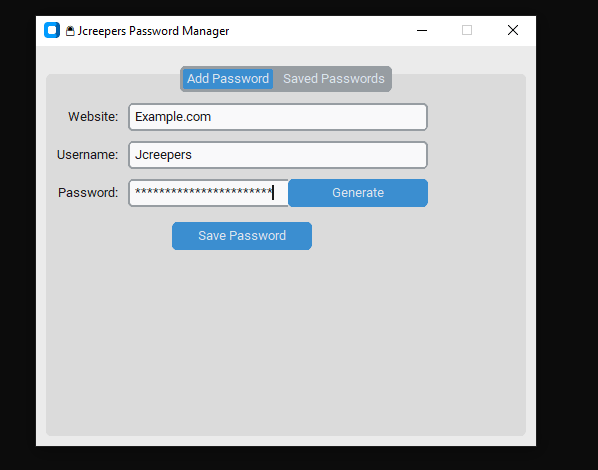 Jcreepers Password Manager
Add Password Saved Passwords
Website: Example.com
Username: Jcreepers
Password: *********************** Generate
Save Password